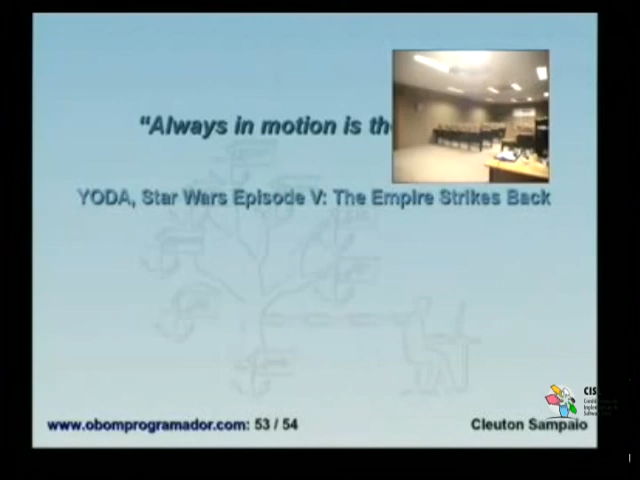 “Always in motion is the
YODA, Star Wars Episode V: The Empire Strikes Back
www.obomprogramador.com: 53 / 54
Cleuton Sampaio
CIS